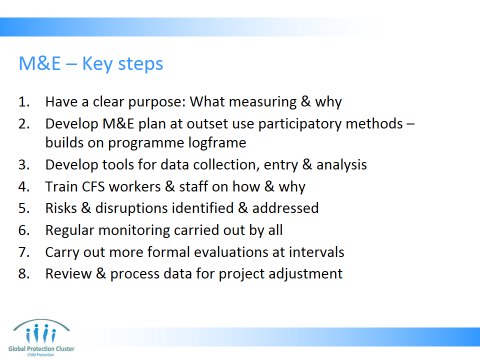 M&E – Key steps
1. Have a clear purpose: What measuring & why
2. Develop M&E plan at outset use participatory methods –
builds on programme logframe
3. Develop tools for data collection, entry & analysis
4. Train CFS workers & staff on how & why
5. Risks & disruptions identified & addressed
6. Regular monitoring carried out by all
7. Carry out more formal evaluations at intervals
8. Review & process data for project adjustment
Global Protection Cluster
Child Protection